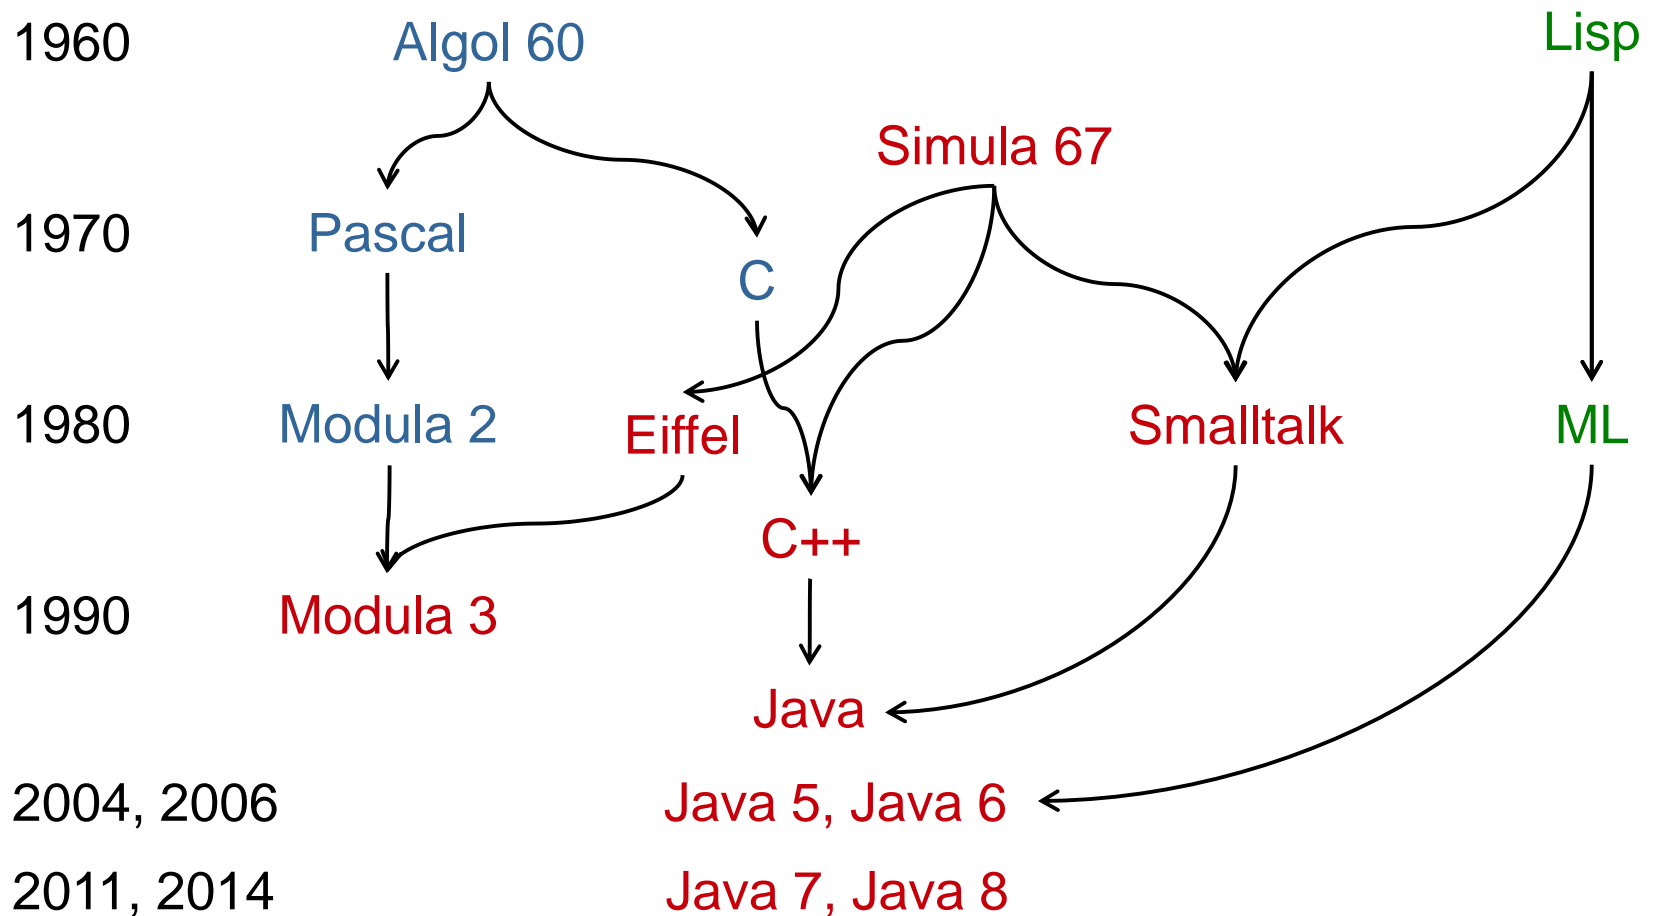 1960 Algol 60 Lisp
Simula 67
1970 Pascal
C
1980 Modula 2 Eiffel Smalltalk ML
C++
1990 Modula 3
Java
2004, 2006 Java 5, Java 6
2011, 2014 Java 7, Java 8